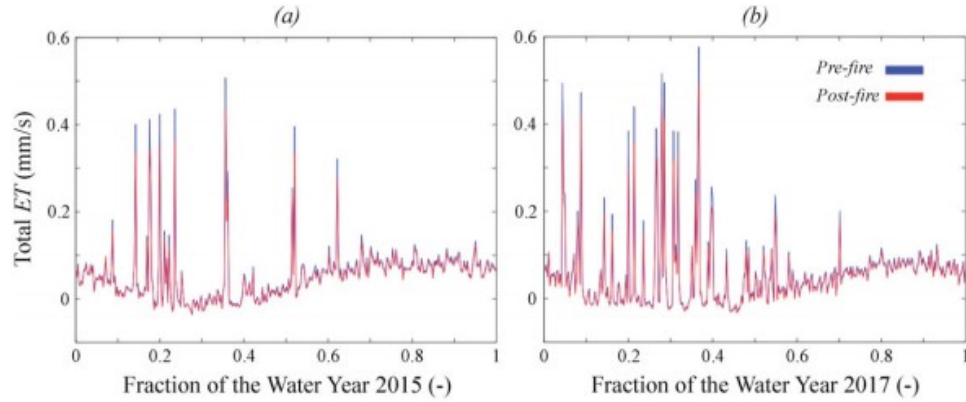 (a)
(b)
Total ET (mm/s)
0.6
0.4
0.2
0
0 0.2 0.4 0.6 0.8 1
Fraction of the Water Year 2015 (-)
0.6
0.4
0.2
0
Pre-fire
Post-fire
0 0.2 0.4 0.6 0.8 1
Fraction of the Water Year 2017 (-)